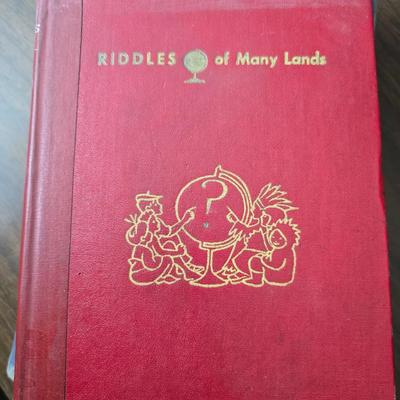 RIDDLES of Many Lands
?